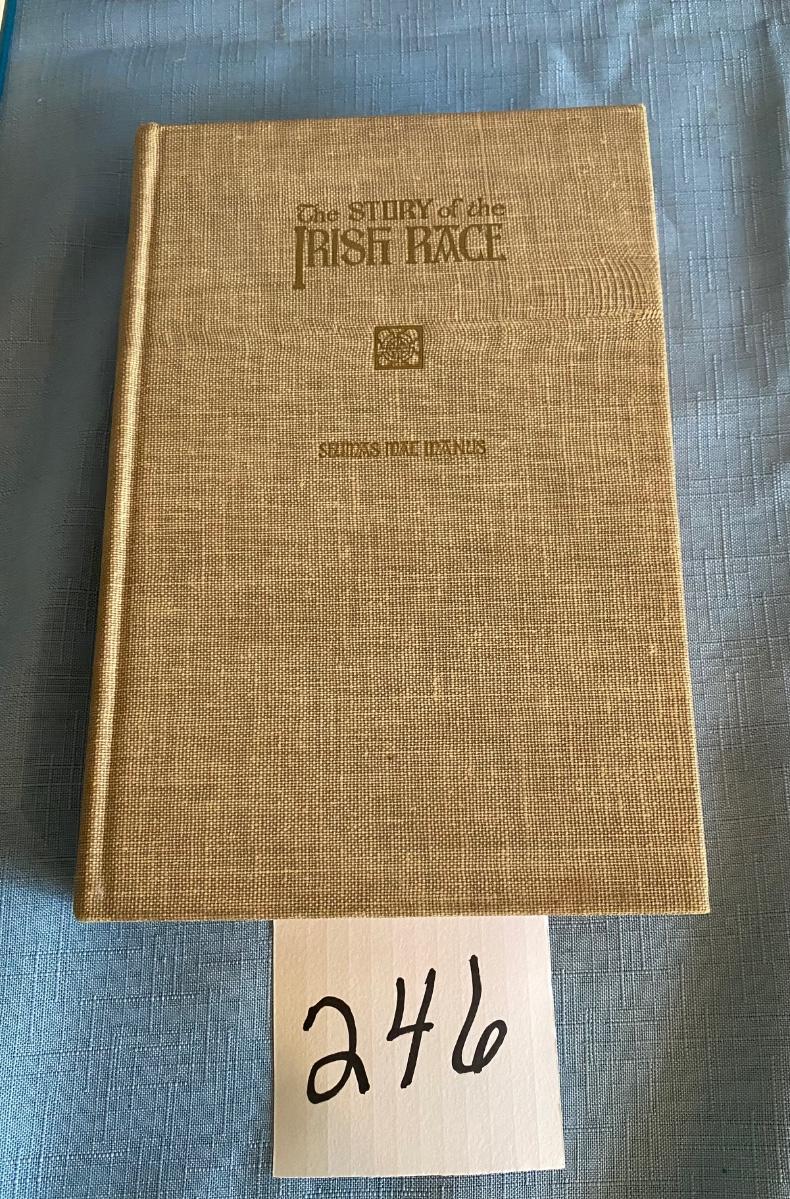 The STORY of the
IRISH RACE
SEUMAS MAC MANUS
246